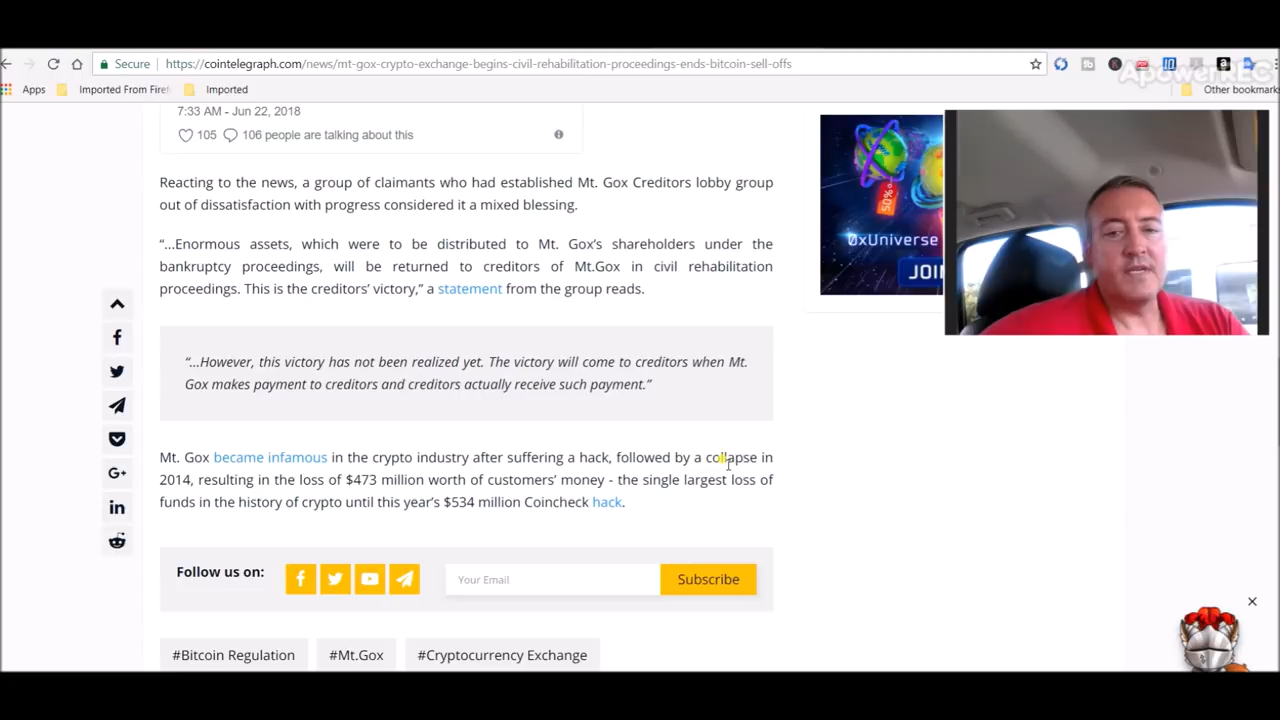 ApowerREC
Secure
https://cointelegraph.com/news/mt-gox-crypto-exchange-begins-civil-rehabilitation-proceedings-ends-bitcoin-sell-offs
Apps Imported From Firef Imported Other bookmarks
7:33 AM - Jun 22, 2018
105 106 people are talking about this
Reacting to the news, a group of claimants who had established Mt. Gox Creditors lobby group
out of dissatisfaction with progress considered it a mixed blessing.
“…Enormous assets, which were to be distributed to Mt. Gox’s shareholders under the
bankruptcy proceedings, will be returned to creditors of Mt.Gox in civil rehabilitation
proceedings. This is the creditors’ victory,” a statement from the group reads.
50%
0xUniverse
JOI
“…However, this victory has not been realized yet. The victory will come to creditors when Mt.
Gox makes payment to creditors and creditors actually receive such payment.”
Mt. Gox became infamous in the crypto industry after suffering a hack, followed by a collapse in
2014, resulting in the loss of $473 million worth of customers’ money - the single largest loss of
funds in the history of crypto until this year’s $534 million Coincheck hack.
Follow us on:
Your Email
Subscribe
#Bitcoin Regulation #Mt.Gox #Cryptocurrency Exchange